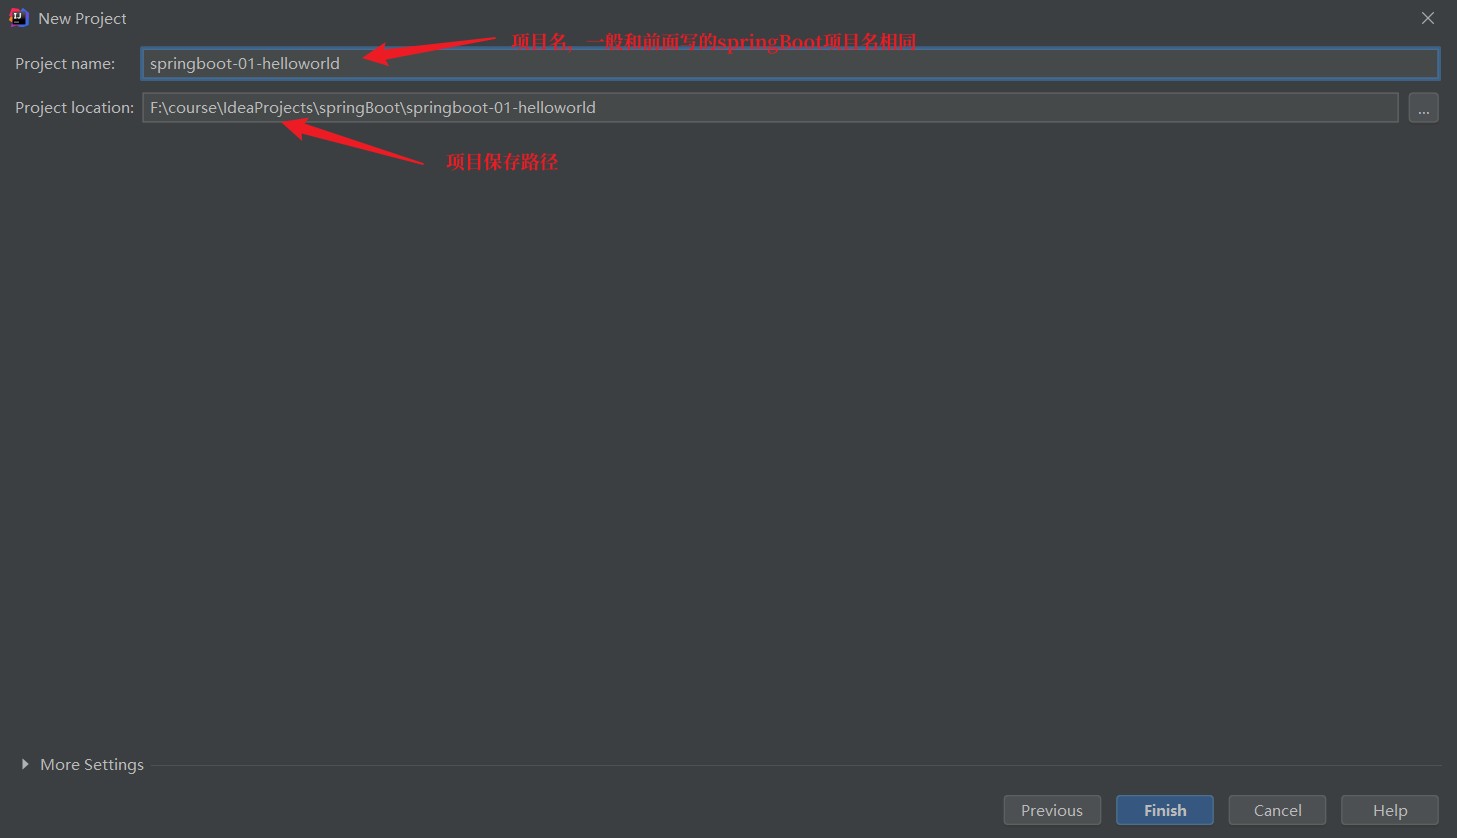 New Project
项目名，一般和前面写的springBoot项目名相同
Project name: springboot-01-helloworld
Project location: F:\course\IdeaProjects\springBoot\springboot-01-helloworld ...
项目保存路径
More Settings
Previous Finish Cancel Help